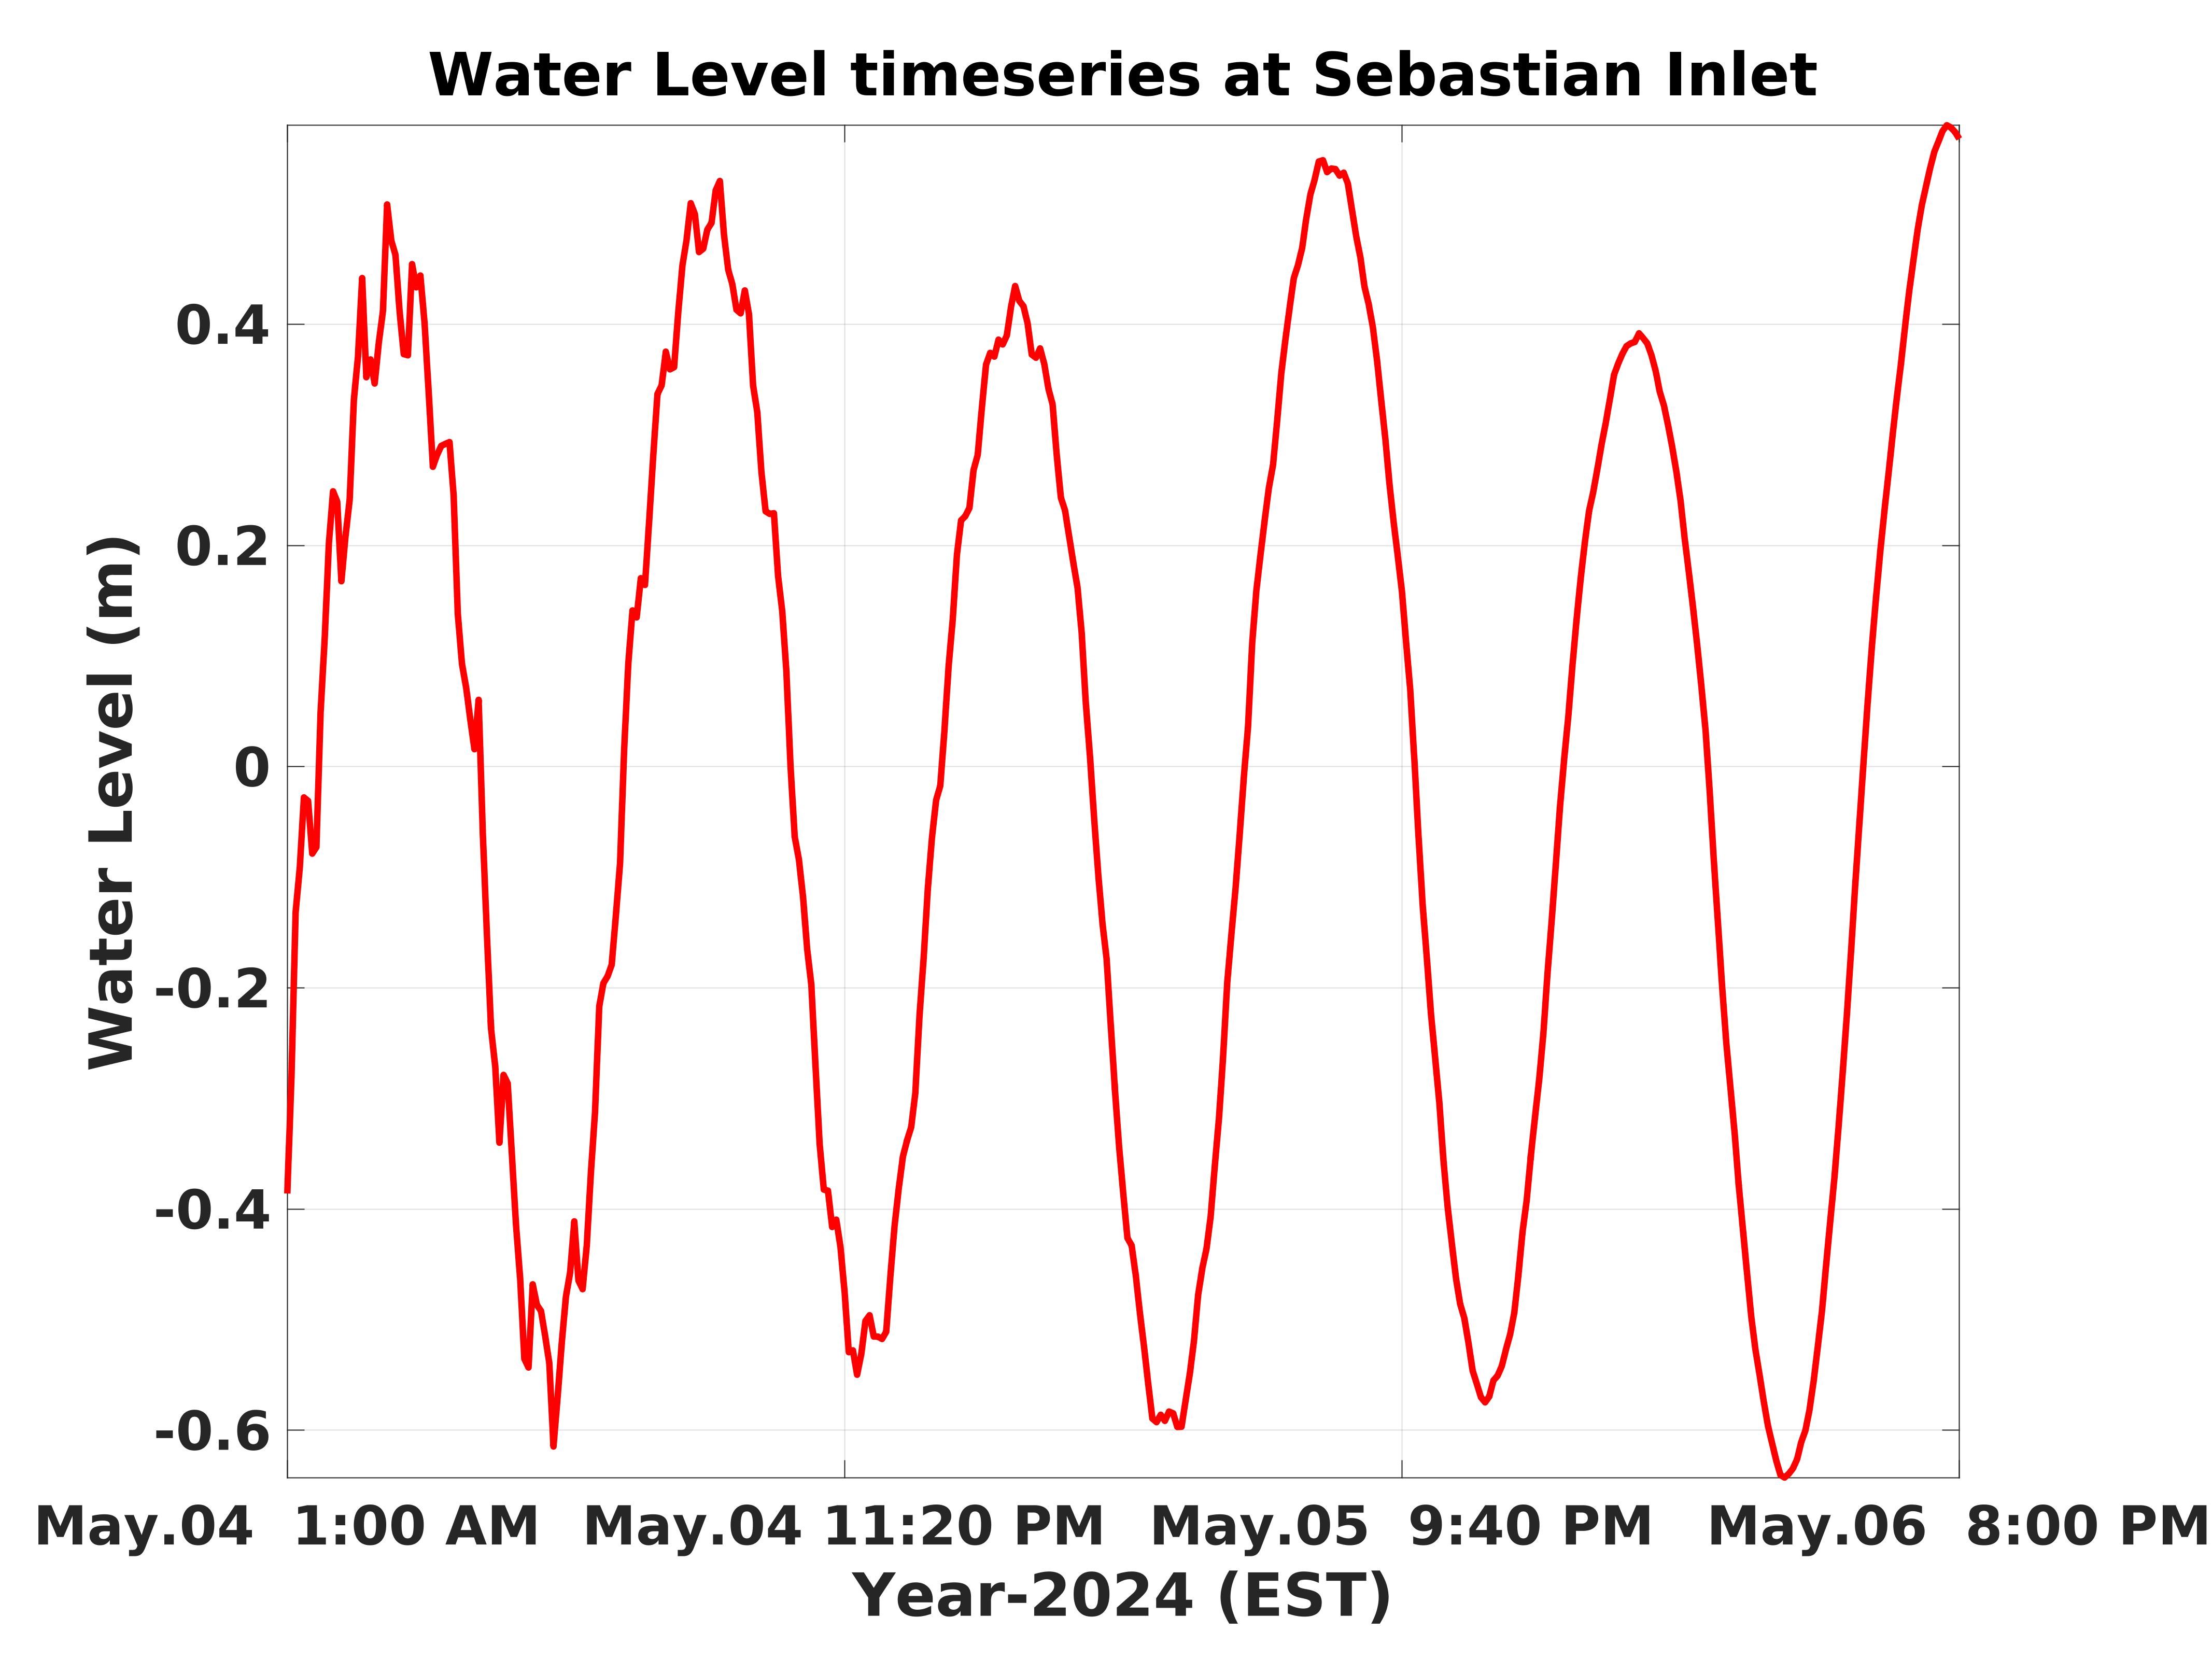 Water Level timeseries at Sebastian Inlet
Water Level (m)
0.4
0.2
0
-0.2
-0.4
-0.6
May.04  1:00 AM
May.04 11:20 PM
May.05  9:40 PM
May.06  8:00 PM
Year-2024 (EST)